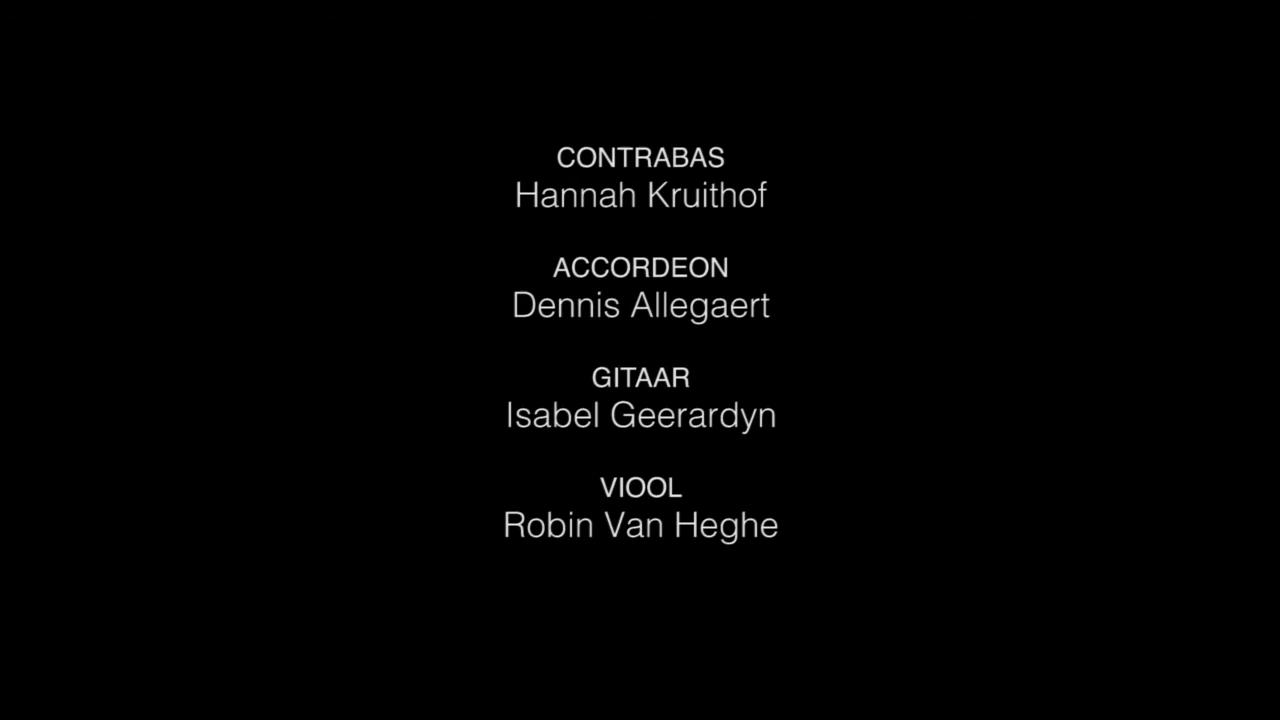 CONTRABAS
Hannah Kruithof
ACCORDEON
Dennis Allegaert
GITAAR
Isabel Geerardyn
VIOOL
Robin Van Heghe